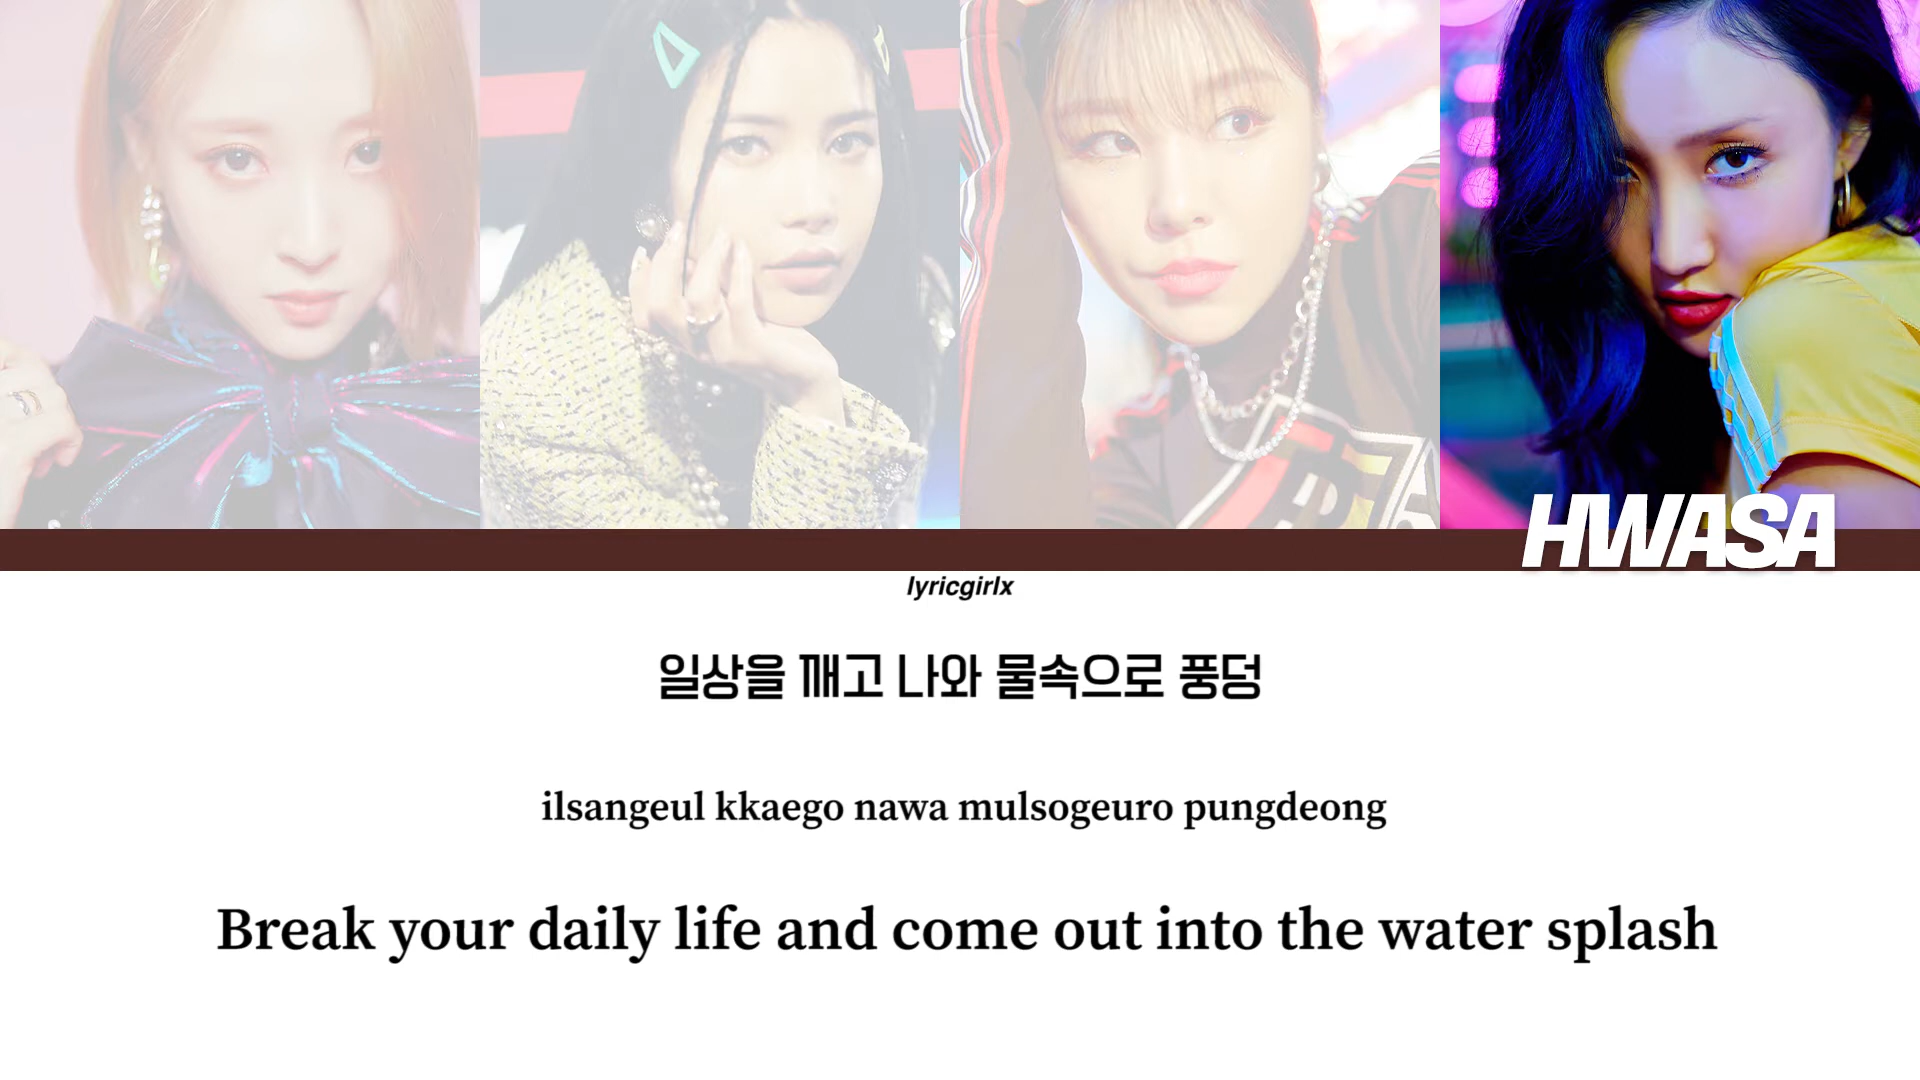 HWASA
lyricgirlx
일상을 깨고 나와 물속으로 풍덩
ilsangeul kkaego nawa mulsogeuro pungdeong
Break your daily life and come out into the water splash